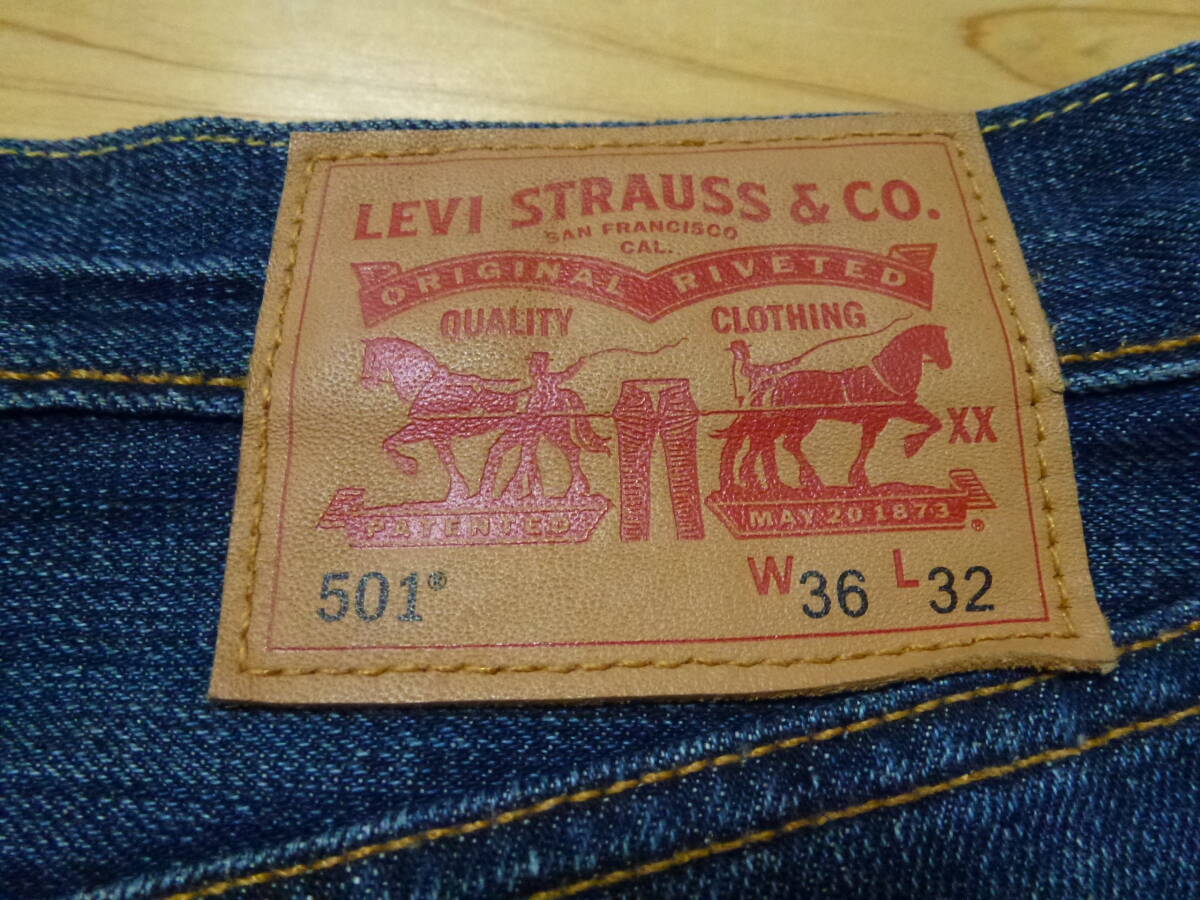 LEVI STRAUSS & CO.
SAN FRANCISCO
CAL.
ORIGINAL RIVETED
QUALITY CLOTHING
XX
PATENTED MAY 20 1873 ®
501® W36 L32